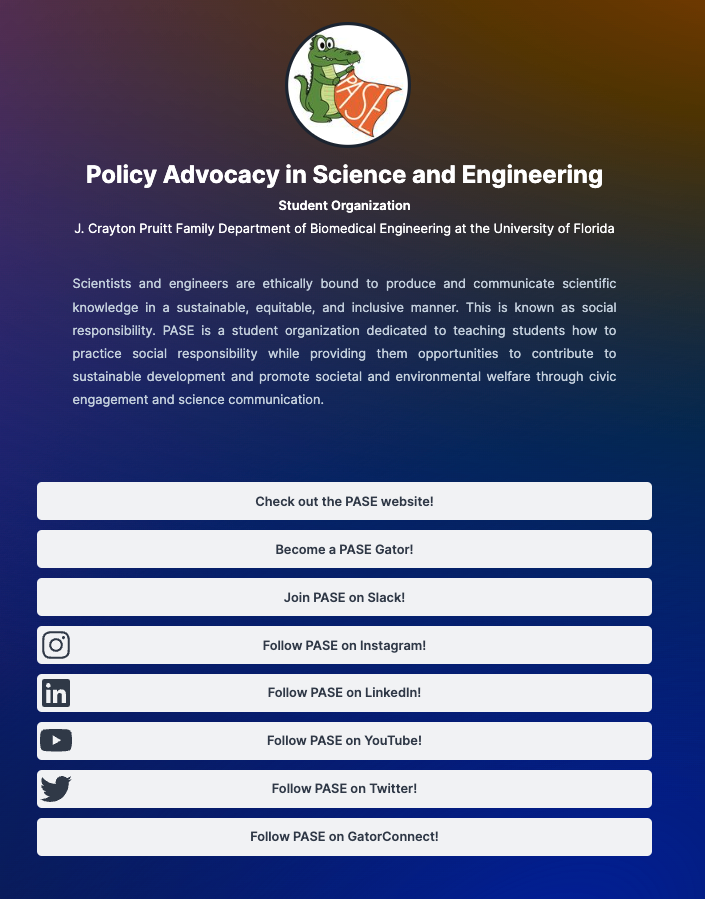 PASE
Policy Advocacy in Science and Engineering
Student Organization
J. Crayton Pruitt Family Department of Biomedical Engineering at the University of Florida
Scientists and engineers are ethically bound to produce and communicate scientific
knowledge in a sustainable, equitable, and inclusive manner. This is known as social
responsibility. PASE is a student organization dedicated to teaching students how to
practice social responsibility while providing them opportunities to contribute to
sustainable development and promote societal and environmental welfare through civic
engagement and science communication.
Check out the PASE website!
Become a PASE Gator!
Join PASE on Slack!
Follow PASE on Instagram!
in
Follow PASE on LinkedIn!
Follow PASE on YouTube!
Follow PASE on Twitter!
Follow PASE on GatorConnect!